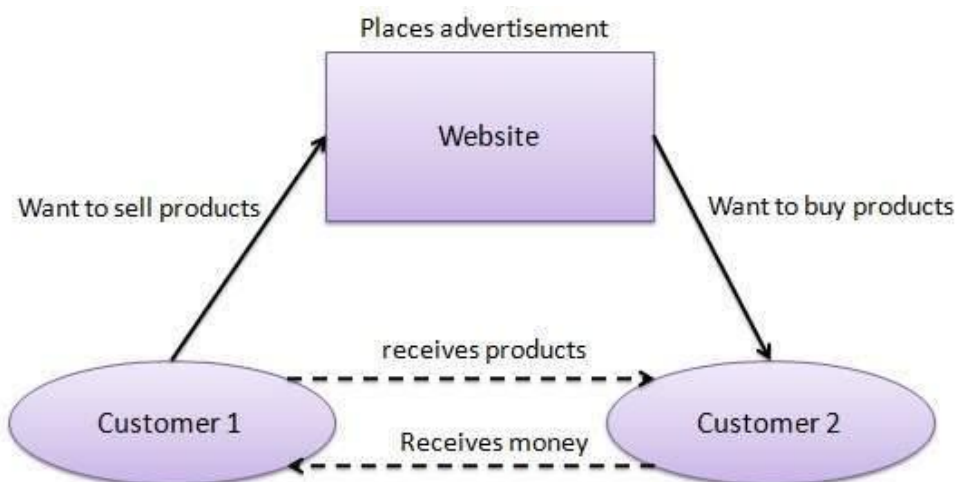 Places advertisement
Website
Want to sell products
Want to buy products
receives products
Customer 1
Customer 2
Receives money